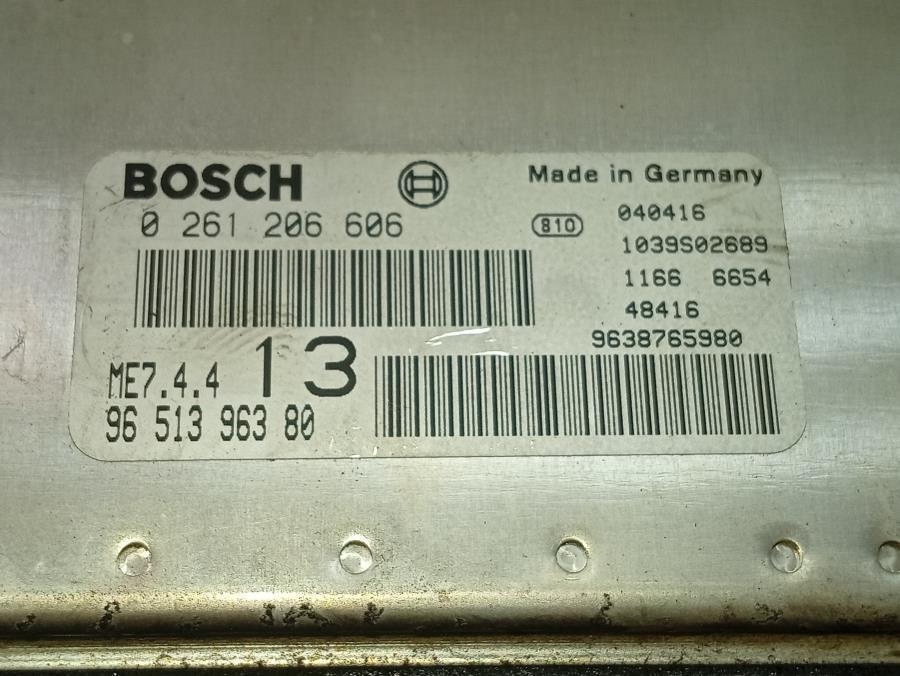 BOSCH
Made in Germany
0 261 206 606
810
040416
1039S02689
1166 6654
48416
9638765980
ME7.4.4 13
96 513 963 80